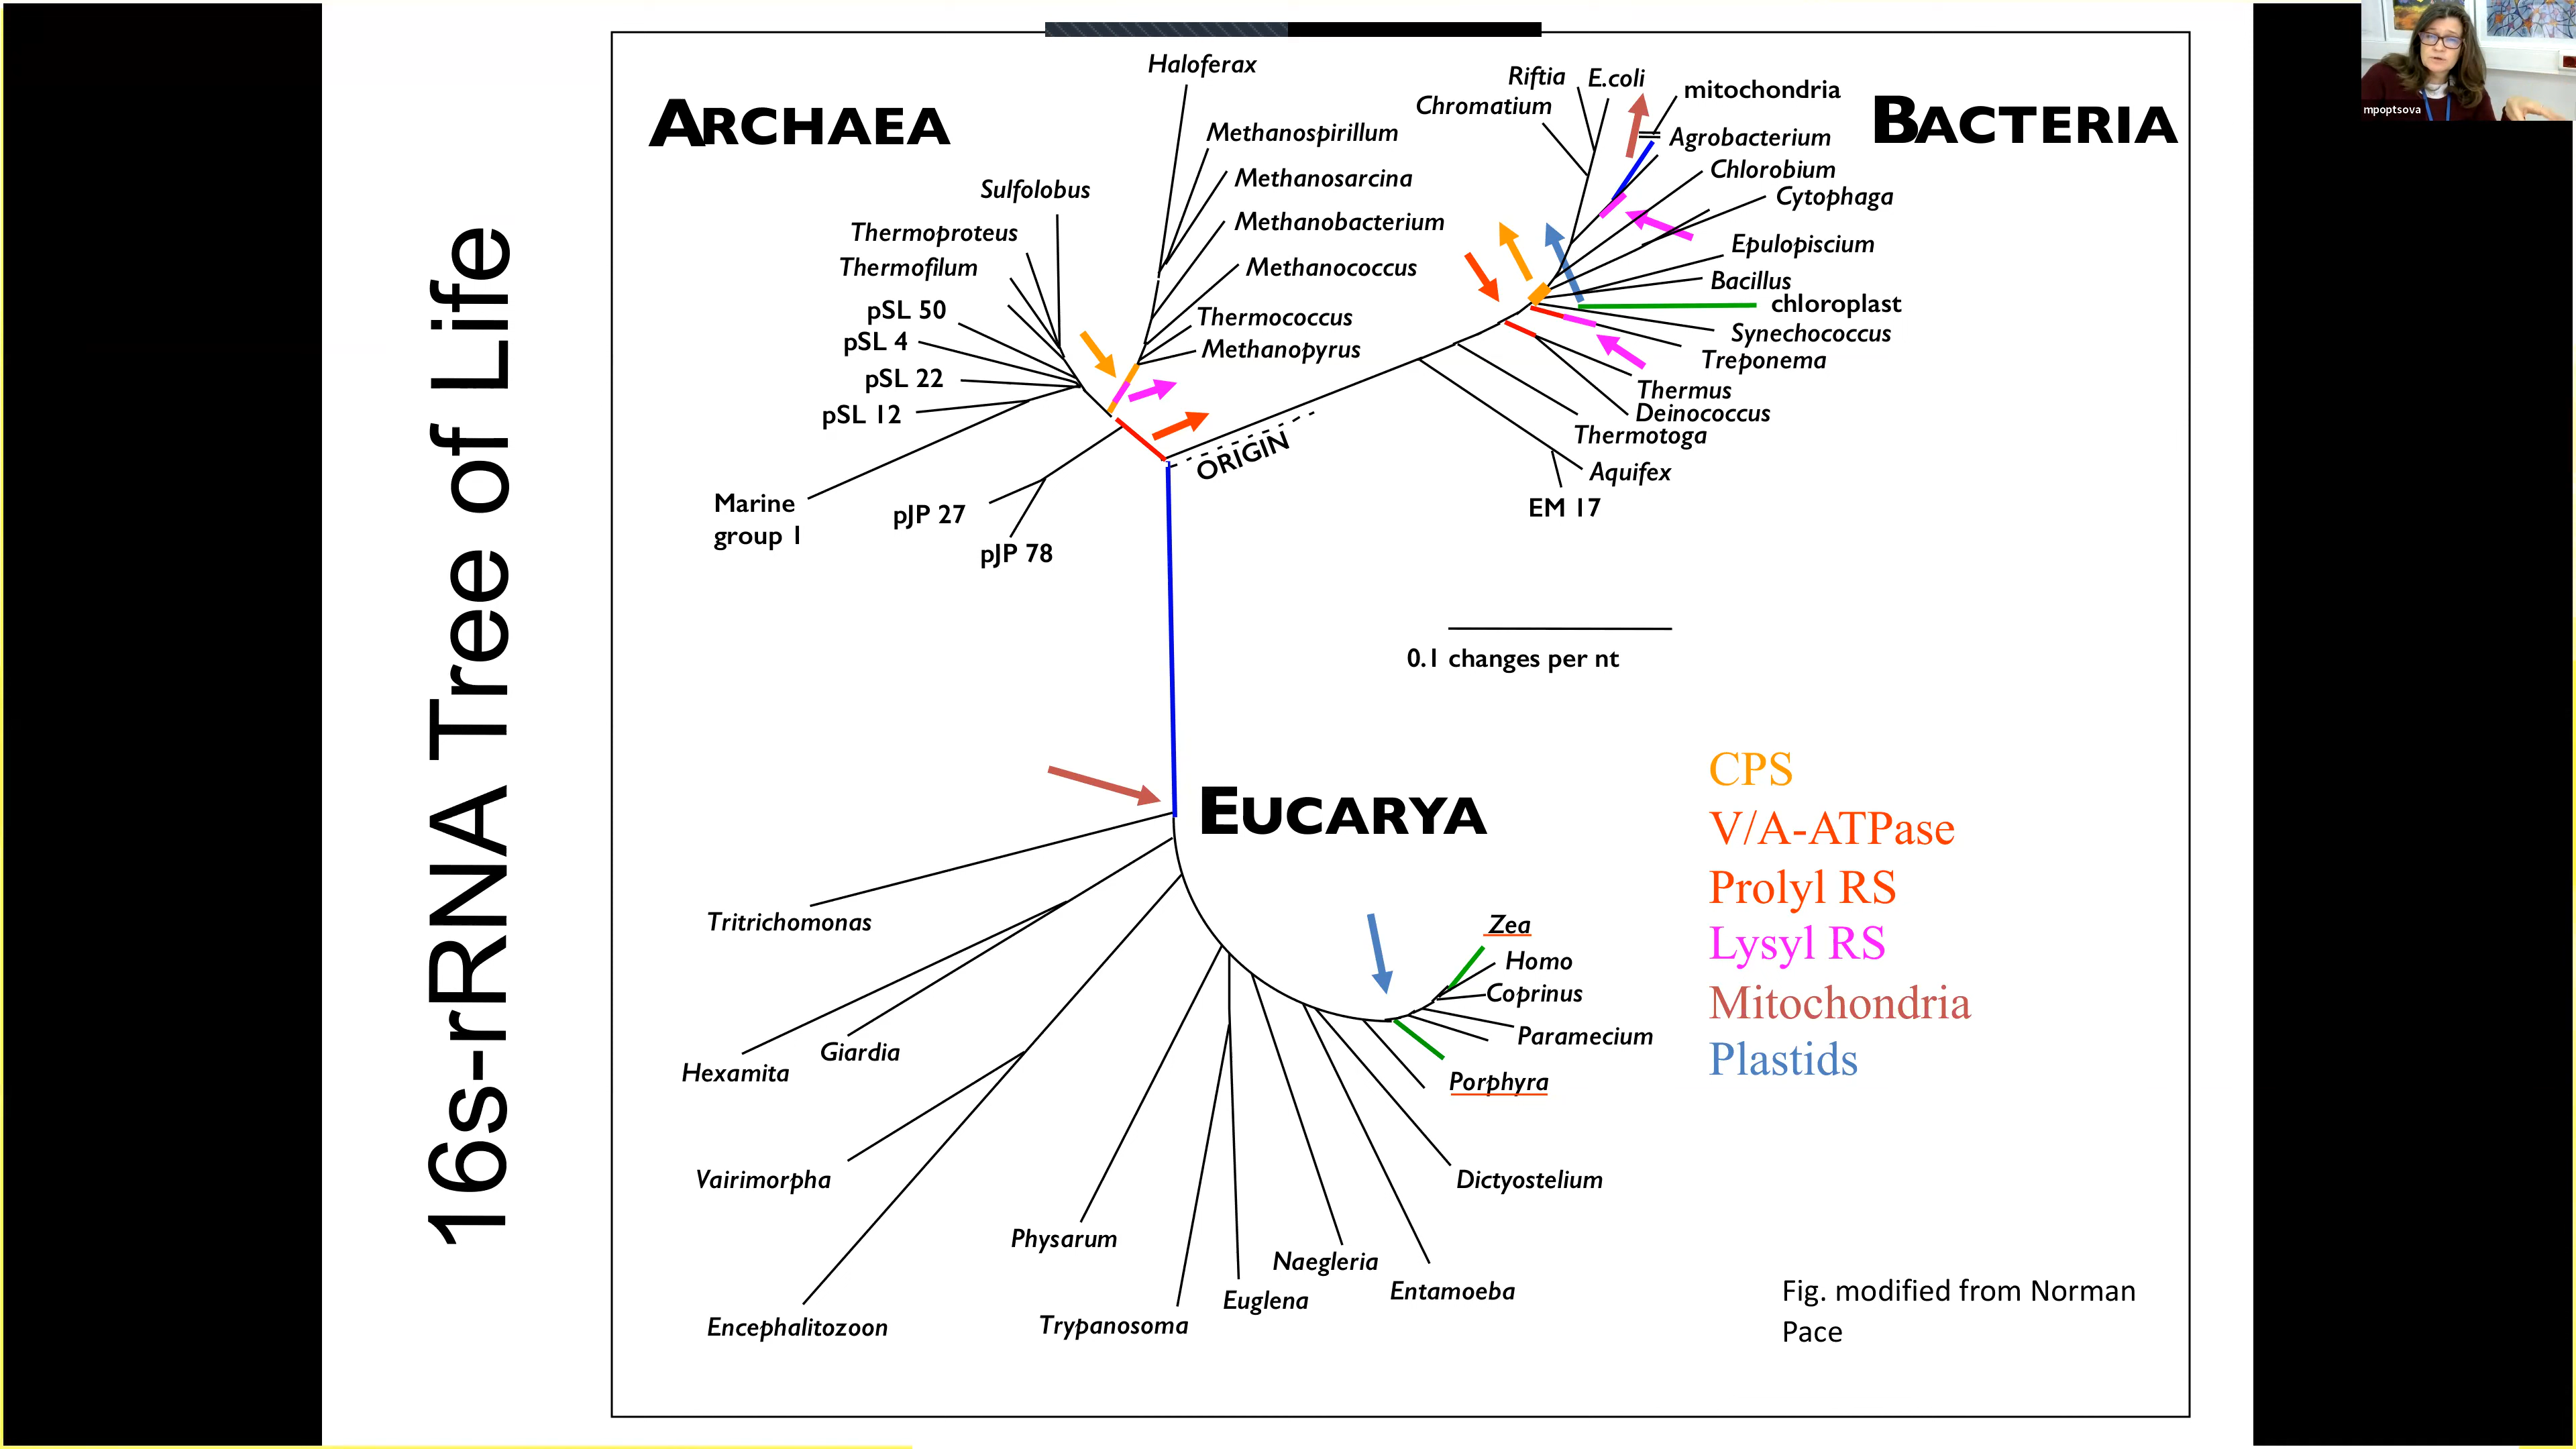 16s-rRNA Tree of Life
ARCHAEA
Haloferax
Methanospirillum
Methanosarcina
Methanobacterium
Methanococcus
Thermococcus
Methanopyrus
Sulfolobus
Thermoproteus
Thermofilum
pSL 50
pSL 4
pSL 22
pSL 12
Marine
group 1
pJP 27
pJP 78
ORIGIN
BACTERIA
Riftia
E.coli
Chromatium
mitochondria
Agrobacterium
Chlorobium
Cytophaga
Epulopiscium
Bacillus
chloroplast
Synechococcus
Treponema
Thermus
Deinococcus
Thermotoga
Aquifex
EM 17
0.1 changes per nt
EUCARYA
Tritrichomonas
Hexamita
Giardia
Vairimorpha
Encephalitozoon
Physarum
Trypanosoma
Euglena
Naegleria
Entamoeba
Dictyostelium
Porphyra
Paramecium
Coprinus
Homo
Zea
CPS
V/A-ATPase
Prolyl RS
Lysyl RS
Mitochondria
Plastids
Fig. modified from Norman
Pace
mpoptsova